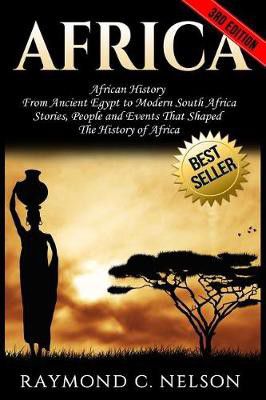 AFRICA
3RD EDITION
African History
From Ancient Egypt to Modern South Africa
Stories, People and Events That Shaped
The History of Africa
BEST
SELLER
RAYMOND C. NELSON